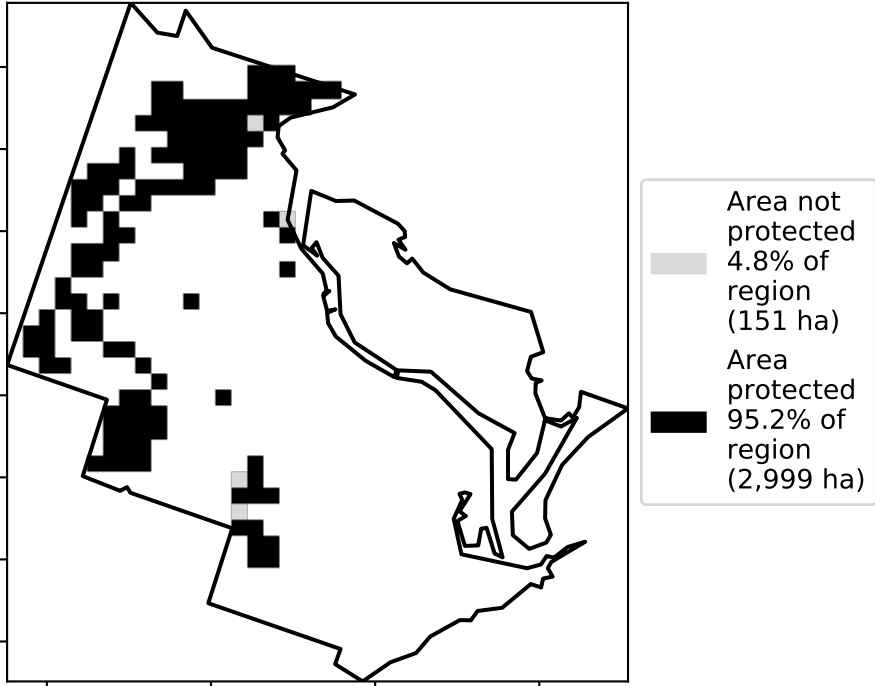 Area not
protected
4.8% of
region
(151 ha)
Area
protected
95.2% of
region
(2,999 ha)